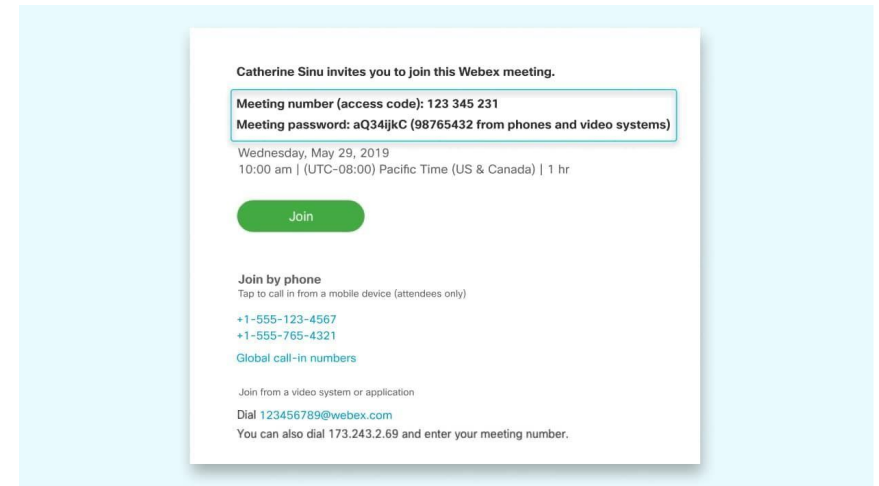 Catherine Sinu invites you to join this Webex meeting.
Meeting number (access code): 123 345 231
Meeting password: aQ34ijkC (98765432 from phones and video systems)
Wednesday, May 29, 2019
10:00 am | (UTC-08:00) Pacific Time (US & Canada) | 1 hr
Join
Join by phone
Tap to call in from a mobile device (attendees only)
+1-555-123-4567
+1-555-765-4321
Global call-in numbers
Join from a video system or application
Dial 123456789@webex.com
You can also dial 173.243.2.69 and enter your meeting number.